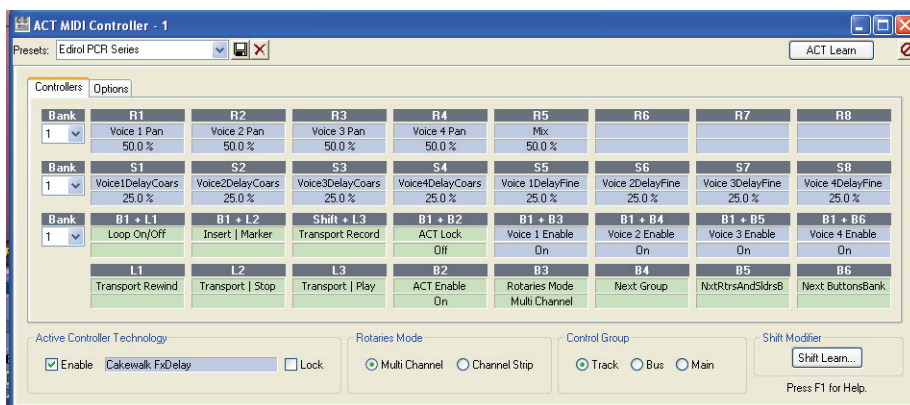 ACT MIDI Controller - 1
Presets: Edirol PCR Series ACT Learn
Controllers Options
Bank R1 R2 R3 R4 R5 R6 R7 R8
1 Voice 1 Pan Voice 2 Pan Voice 3 Pan Voice 4 Pan Mix
50.0 % 50.0 % 50.0 % 50.0 % 50.0 %
Bank S1 S2 S3 S4 S5 S6 S7 S8
1 Voice1DelayCoars Voice2DelayCoars Voice3DelayCoars Voice4DelayCoars Voice 1DelayFine Voice 2DelayFine Voice 3DelayFine Voice 4DelayFine
25.0 % 25.0 % 25.0 % 25.0 % 25.0 % 25.0 % 25.0 % 25.0 %
Bank B1 + L1 B1 + L2 Shift + L3 B1 + B2 B1 + B3 B1 + B4 B1 + B5 B1 + B6
1 Loop On/Off Insert | Marker Transport Record ACT Lock Voice 1 Enable Voice 2 Enable Voice 3 Enable Voice 4 Enable
Off On On On On
L1 L2 L3 B2 B3 B4 B5 B6
Transport Rewind Transport | Stop Transport | Play ACT Enable Rotaries Mode Next Group NxtRtrsAndSldrsB Next ButtonsBank
On Multi Channel
Active Controller Technology Rotaries Mode Control Group Shift Modifier
Enable Cakewalk FxDelay Lock Multi Channel Channel Strip Track Bus Main Shift Learn...
Press F1 for Help.